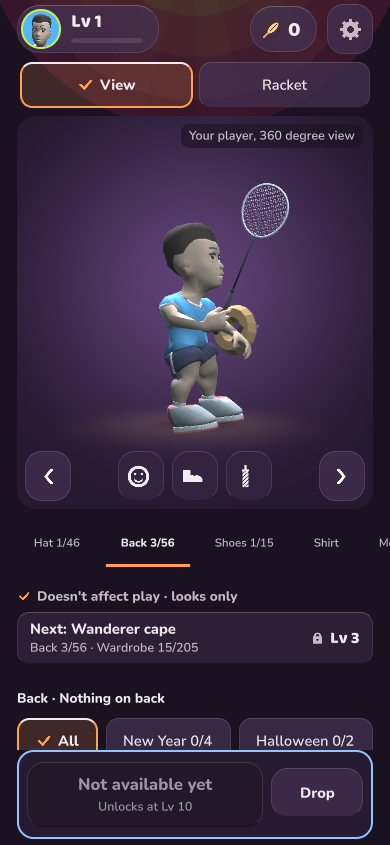 Lv 1
0
View
Racket
Your player, 360 degree view
Hat 1/46
Back 3/56
Shoes 1/15
Shirt
Doesn't affect play · looks only
Next: Wanderer cape
Back 3/56 · Wardrobe 15/205
Lv 3
Back · Nothing on back
All
New Year 0/4
Halloween 0/2
Not available yet
Unlocks at Lv 10
Drop